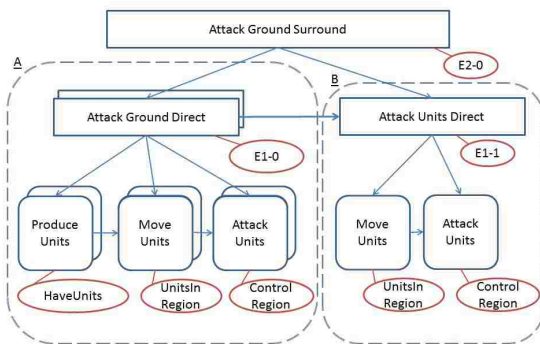 Attack Ground Surround
E2-0
A
B
Attack Ground Direct
Attack Units Direct
E1-0
E1-1
Produce
Units
Move
Units
Attack
Units
Move
Units
Attack
Units
HaveUnits
UnitsIn
Region
Control
Region
UnitsIn
Region
Control
Region